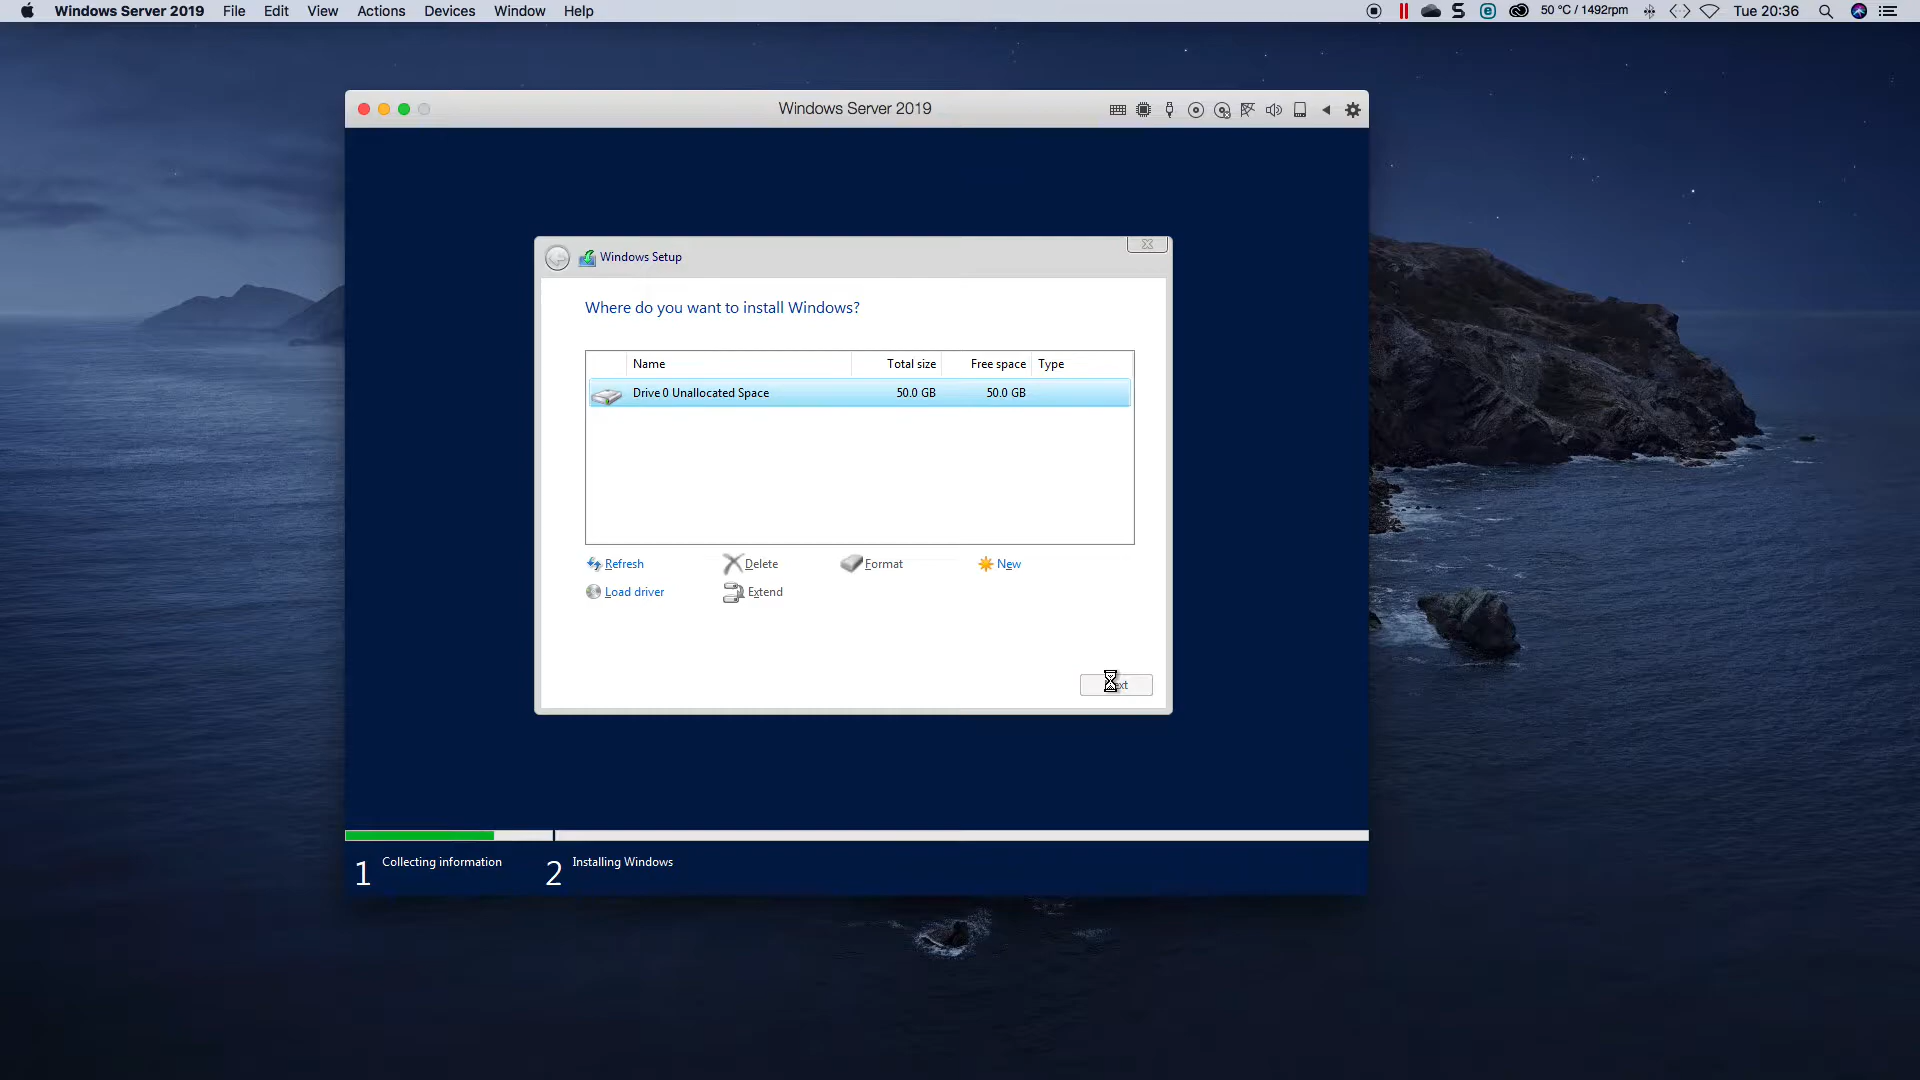 Windows Server 2019 File Edit View Actions Devices Window Help 50 °C / 1492rpm Tue 20:36
Windows Server 2019
Windows Setup
Where do you want to install Windows?
Name Total size Free space Type
Drive 0 Unallocated Space 50.0 GB 50.0 GB
Refresh Delete Format New
Load driver Extend
1 Collecting information 2 Installing Windows